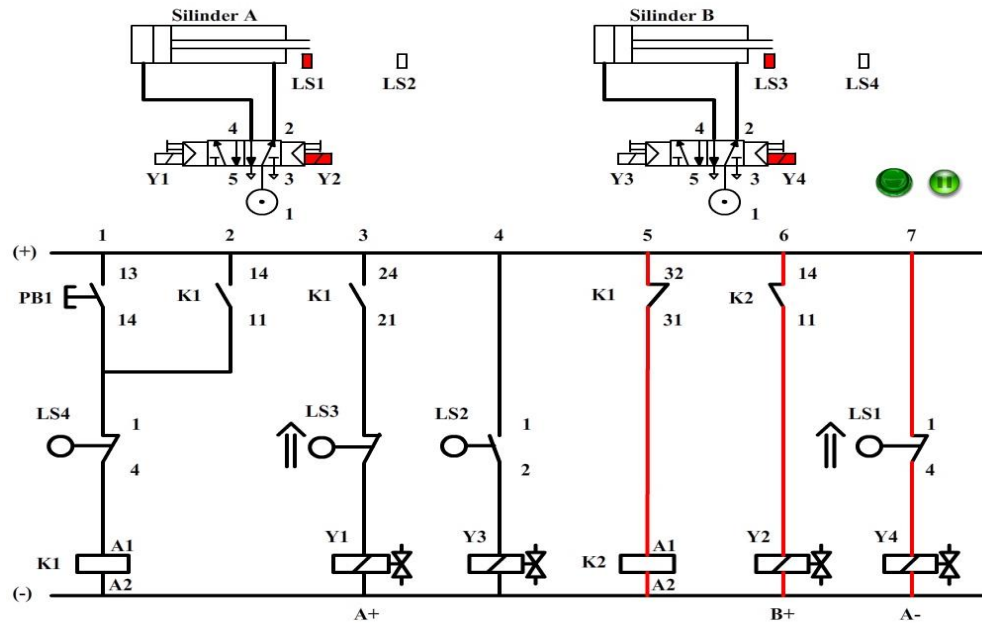 Silinder A
Silinder B
LS1
LS2
LS3
LS4
4
2
4
2
Y1
5
3
Y2
Y3
5
3
Y4
1
1
1
2
3
4
5
6
7
(+)
13
14
24
32
14
PB1
K1
K1
K1
K2
14
11
21
31
11
LS4
1
LS3
LS2
1
LS1
1
4
2
4
K1
A1
Y1
Y3
K2
A1
Y2
Y4
A2
A2
(-)
A+
B+
A-